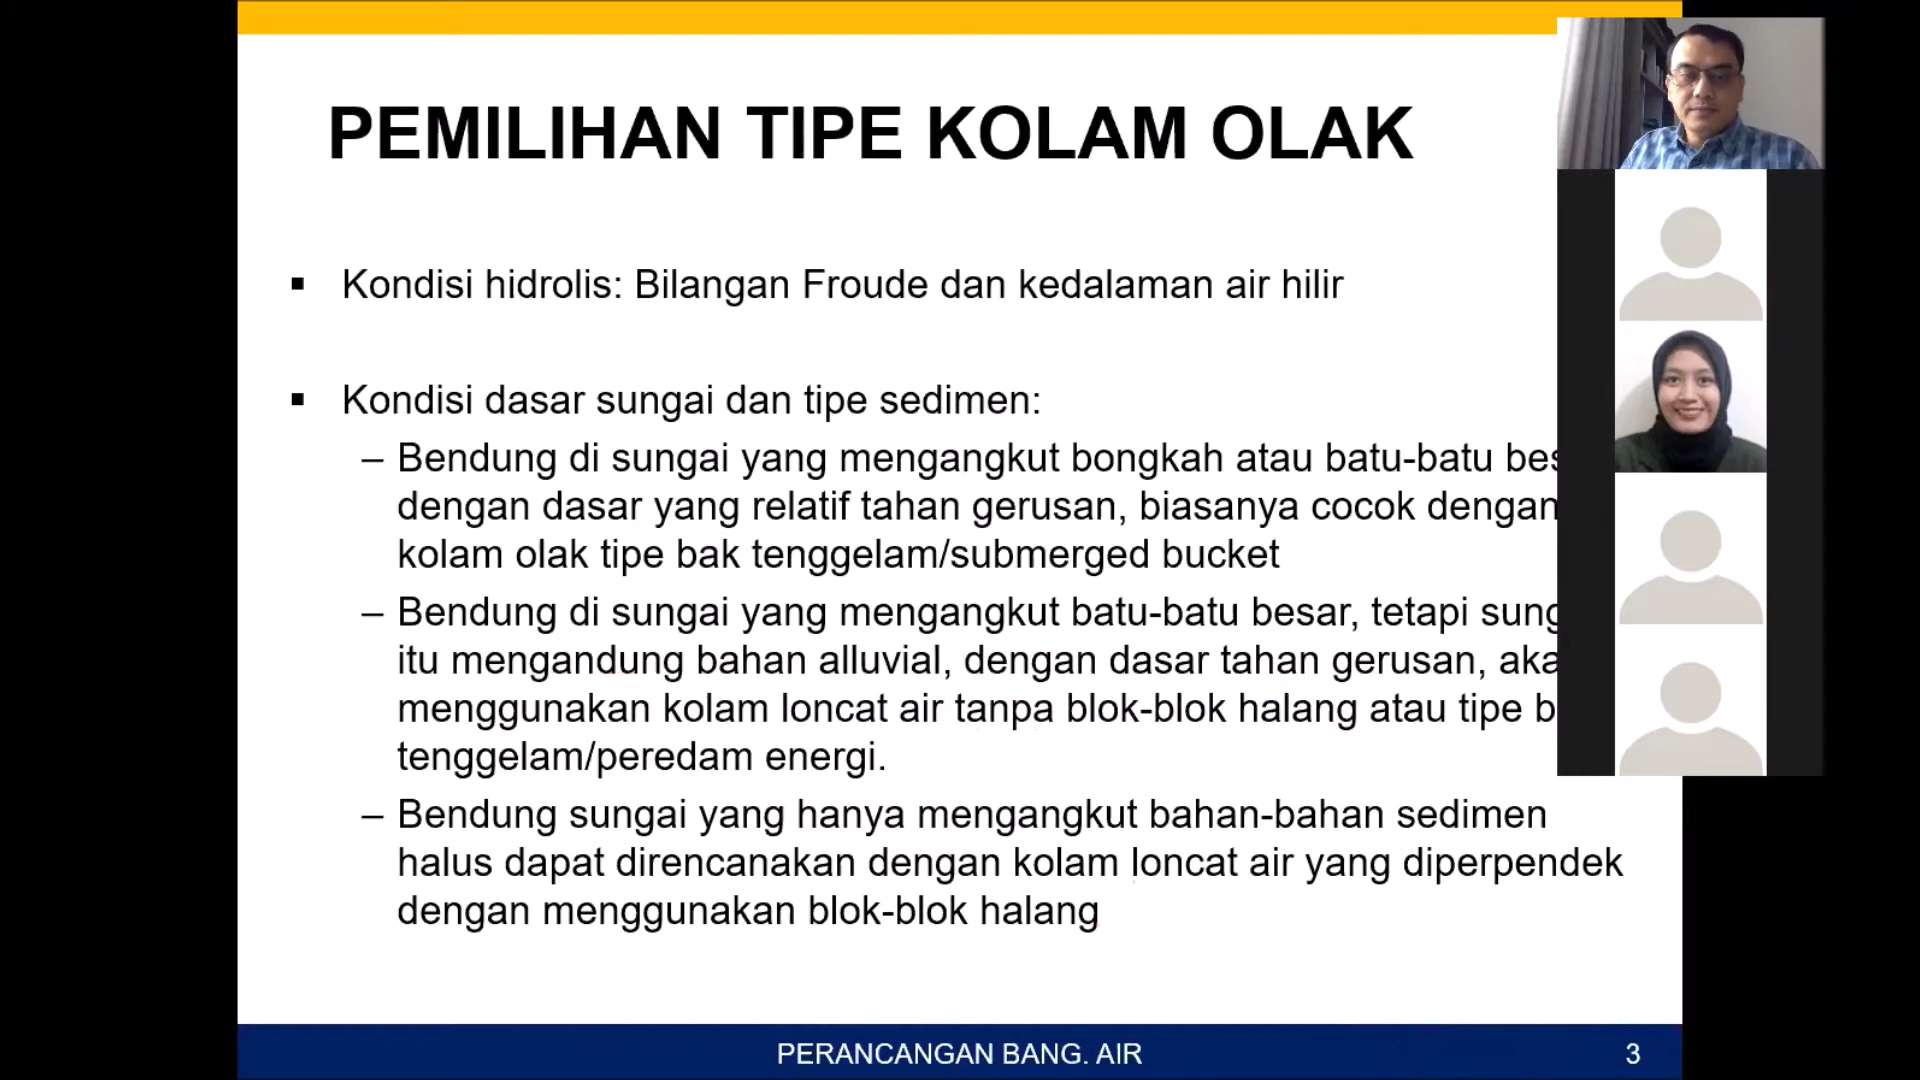 PEMILIHAN TIPE KOLAM OLAK
▪ Kondisi hidrolis: Bilangan Froude dan kedalaman air hilir
▪ Kondisi dasar sungai dan tipe sedimen:
– Bendung di sungai yang mengangkut bongkah atau batu-batu
dengan dasar yang relatif tahan gerusan, biasanya cocok dengan
kolam olak tipe bak tenggelam/submerged bucket
– Bendung di sungai yang mengangkut batu-batu besar, tetapi
itu mengandung bahan alluvial, dengan dasar tahan gerusan,
menggunakan kolam loncat air tanpa blok-blok halang atau tipe
tenggelam/peredam energi.
– Bendung sungai yang hanya mengangkut bahan-bahan sedimen
halus dapat direncanakan dengan kolam loncat air yang diperpendek
dengan menggunakan blok-blok halang
PERANCANGAN BANG. AIR
3